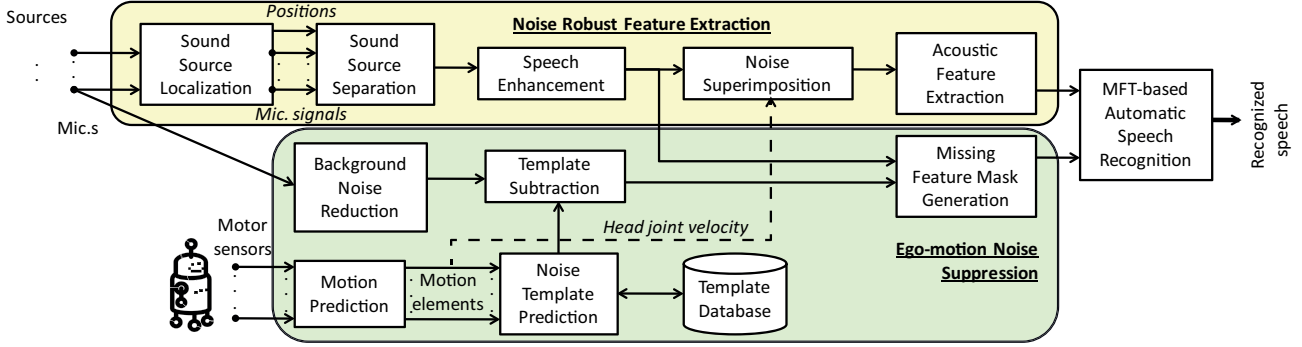 Sources
Mic.s
Positions
Mic. signals
Noise Robust Feature Extraction
Sound
Source
Localization
Sound
Source
Separation
Speech
Enhancement
Noise
Superimposition
Acoustic
Feature
Extraction
MFT-based
Automatic
Speech
Recognition
Recognized
speech
Background
Noise
Reduction
Template
Subtraction
Missing
Feature Mask
Generation
Head joint velocity
Ego-motion Noise
Suppression
Motor
sensors
Motion
Prediction
Motion
elements
Noise
Template
Prediction
Template
Database